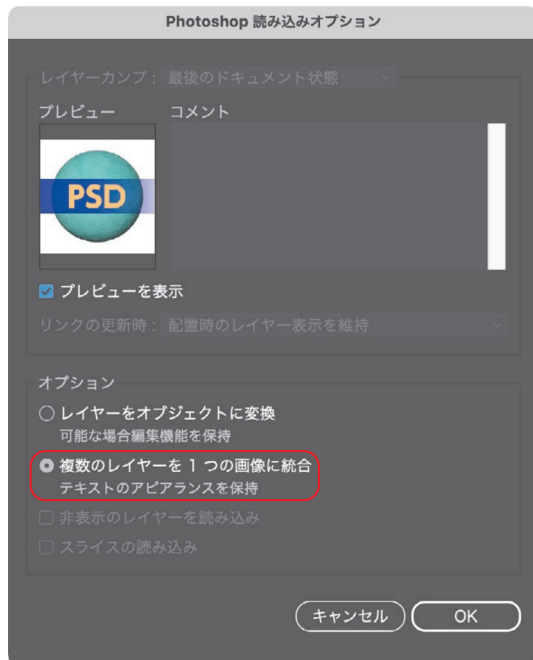 Photoshop 読み込みオプション
レイヤーカンプ： 最後のドキュメント状態
プレビュー コメント
PSD
プレビューを表示
リンクの更新時： 配置時のレイヤー表示を維持
オプション
レイヤーをオブジェクトに変換
可能な場合編集機能を保持
複数のレイヤーを 1 つの画像に統合
テキストのアピアランスを保持
非表示のレイヤーを読み込み
スライスの読み込み
キャンセル OK